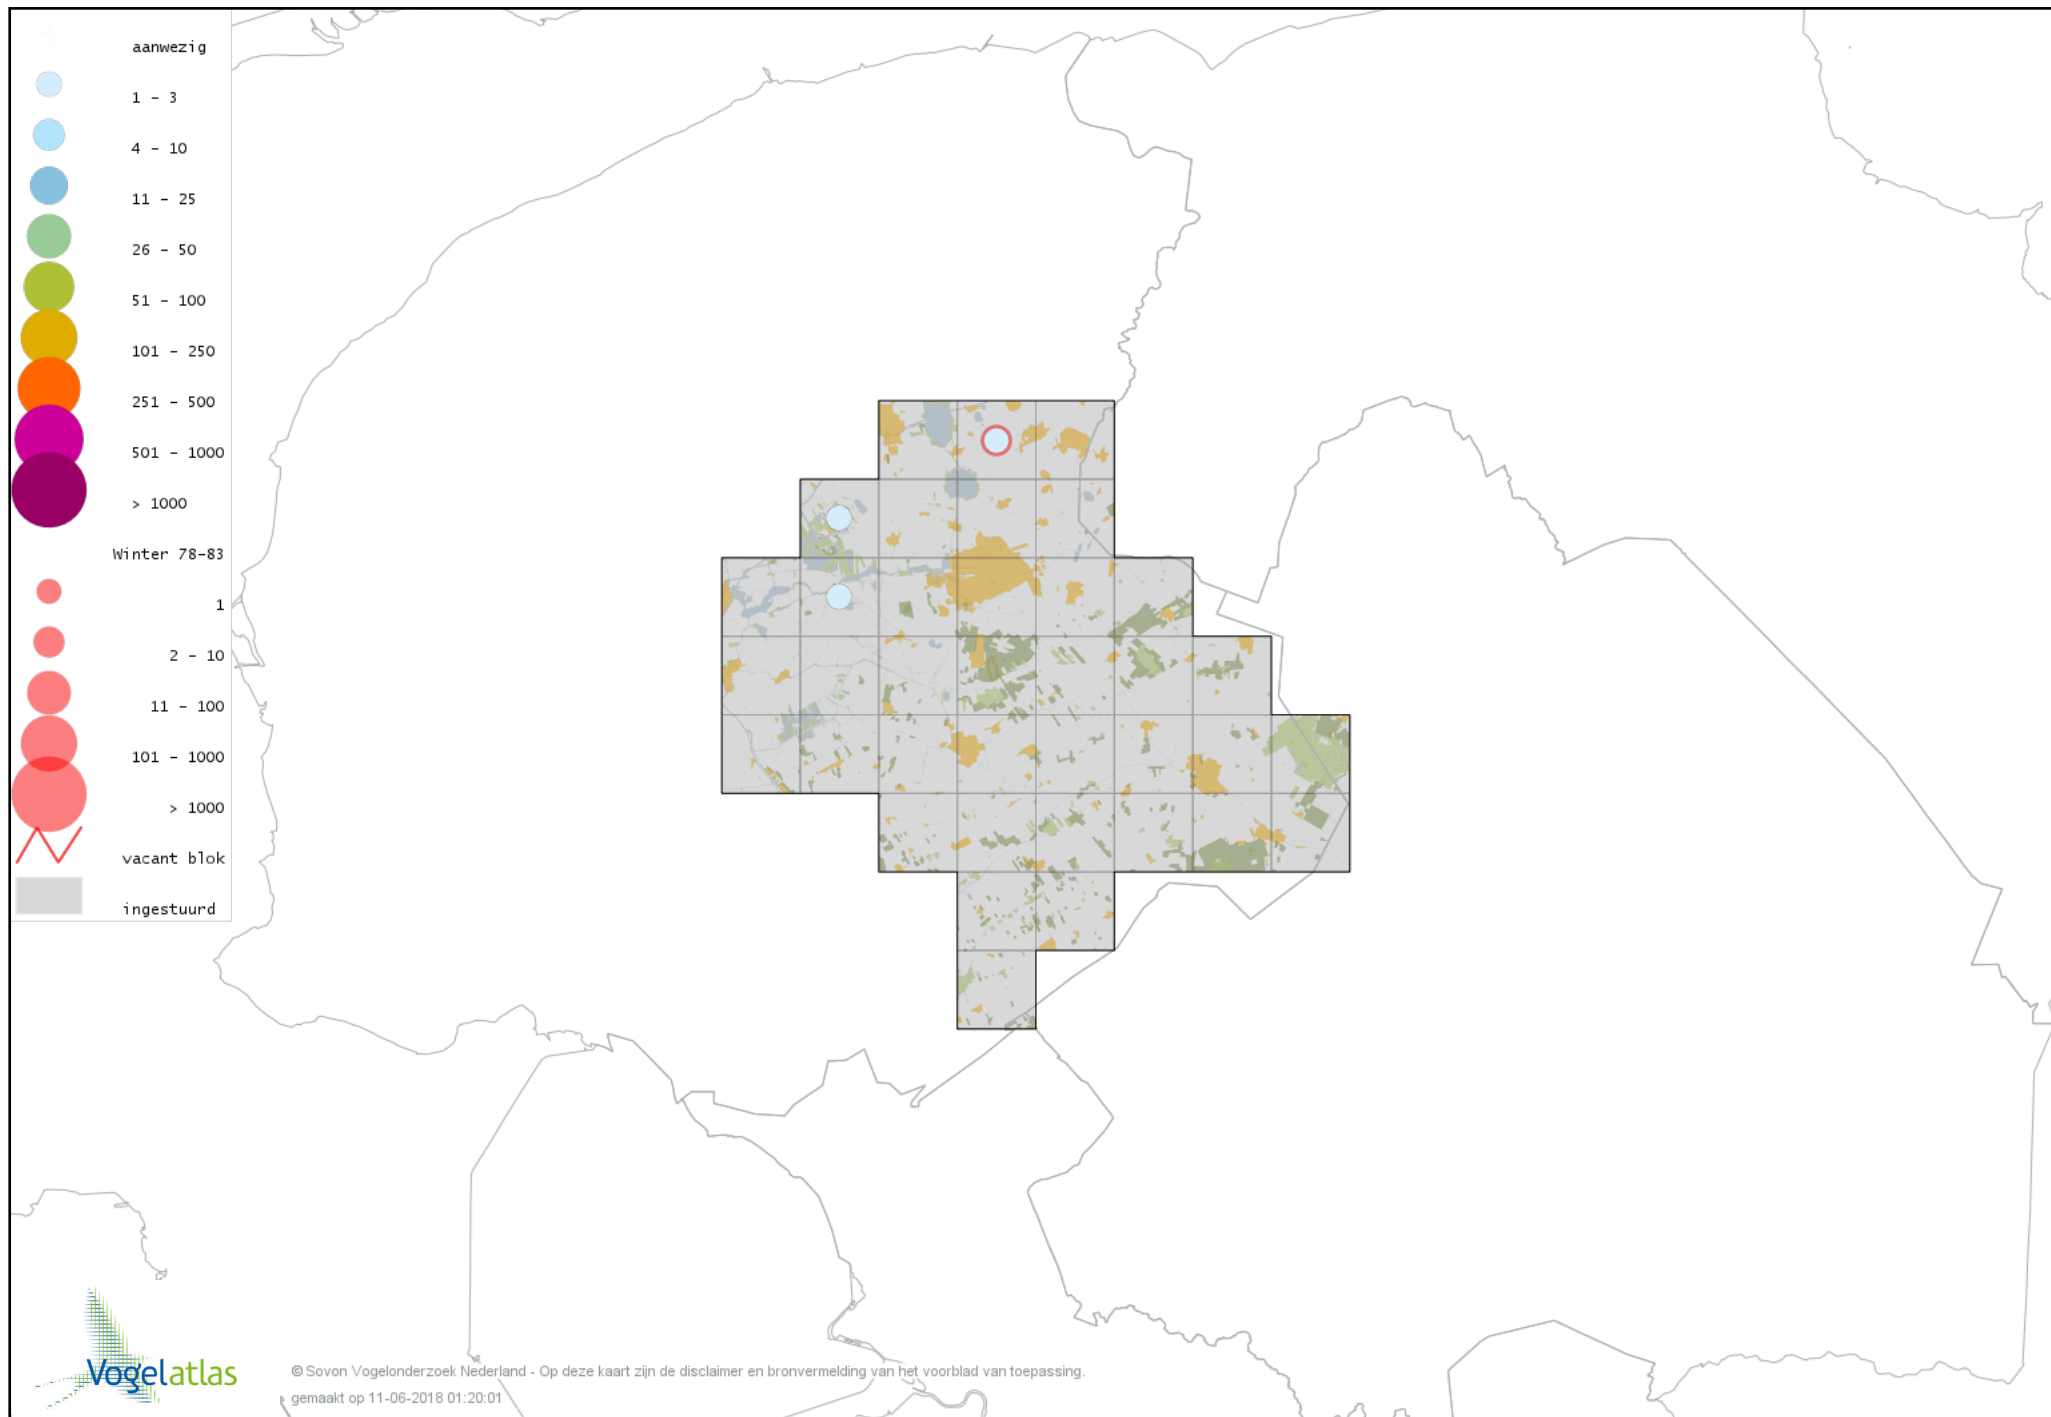 aanwezig
1 - 3
4 - 10
11 - 25
26 - 50
51 - 100
101 - 250
251 - 500
501 - 1000
> 1000
Winter 78-83
1
2 - 10
11 - 100
101 - 1000
> 1000
vacant blok
ingestuurd
Vogelatlas
© Sovon Vogelonderzoek Nederland - Op deze kaart zijn de disclaimer en bronvermelding van het voorblad van toepassing.
gemaakt op 11-06-2018 01:20:01